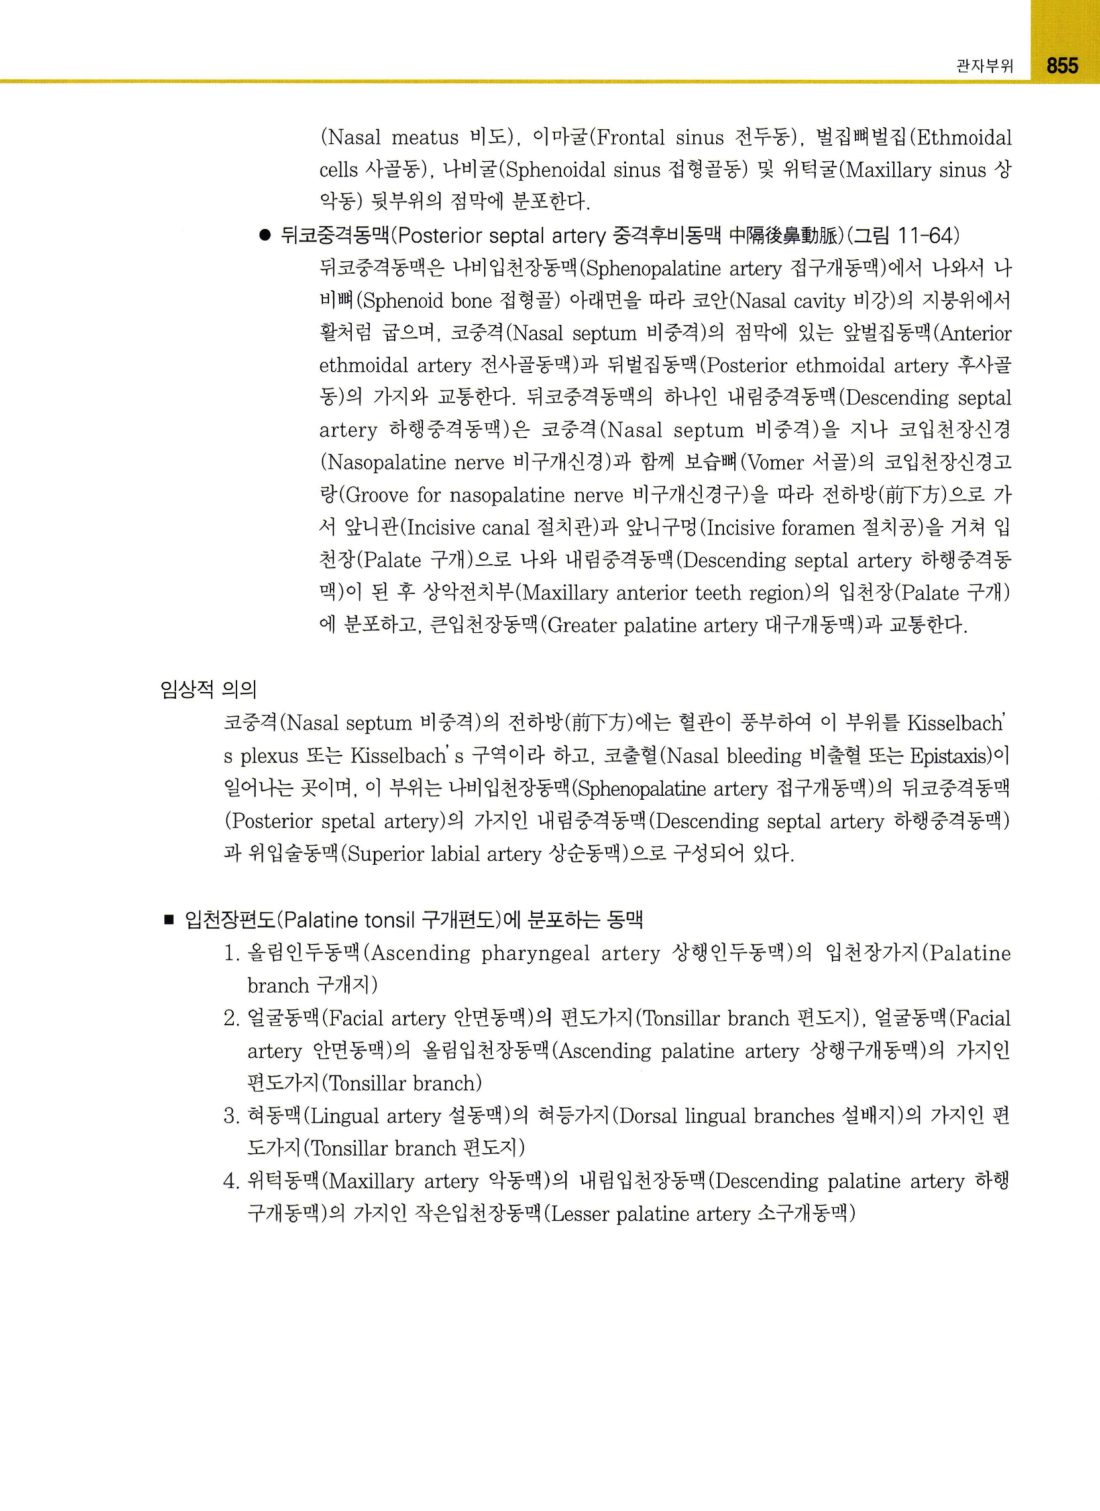 관자부위 855
(Nasal meatus 비도), 이마굴(Frontal sinus 전두동), 벌집뼈벌집(Ethmoidal
cells 사골동), 나비굴(Sphenoidal sinus 접형골동) 및 위턱굴(Maxillary sinus 상
악동) 뒷부위의 점막에 분포한다.
● 뒤코중격동맥(Posterior septal artery 중격후비동맥 中隔後鼻動脈)(그림 11-64)
뒤코중격동맥은 나비입천장동맥(Sphenopalatine artery 접구개동맥)에서 나와서 나
비뼈(Sphenoid bone 접형골) 아래면을 따라 코안(Nasal cavity 비강)의 지붕위에서
활처럼 굽으며, 코중격(Nasal septum 비중격)의 점막에 있는 앞벌집동맥(Anterior
ethmoidal artery 전사골동맥)과 뒤벌집동맥(Posterior ethmoidal artery 후사골
동)의 가지와 교통한다. 뒤코중격동맥의 하나인 내림중격동맥(Descending septal
artery 하행중격동맥)은 코중격(Nasal septum 비중격)을 지나 코입천장신경
(Nasopalatine nerve 비구개신경)과 함께 보습뼈(Vomer 서골)의 코입천장신경고
랑(Groove for nasopalatine nerve 비구개신경구)을 따라 전하방(前下方)으로 가
서 앞니관(Incisive canal 절치관)과 앞니구멍(Incisive foramen 절치공)을 거쳐 입
천장(Palate 구개)으로 나와 내림중격동맥(Descending septal artery 하행중격동
맥)이 된 후 상악전치부(Maxillary anterior teeth region)의 입천장(Palate 구개)
에 분포하고, 큰입천장동맥(Greater palatine artery 대구개동맥)과 교통한다.
임상적 의의
코중격(Nasal septum 비중격)의 전하방(前下方)에는 혈관이 풍부하여 이 부위를 Kisselbach'
s plexus 또는 Kisselbach's 구역이라 하고, 코출혈(Nasal bleeding 비출혈 또는 Epistaxis)이
일어나는 곳이며, 이 부위는 나비입천장동맥(Sphenopalatine artery 접구개동맥)의 뒤코중격동맥
(Posterior spetal artery)의 가지인 내림중격동맥(Descending septal artery 하행중격동맥)
과 위입술동맥(Superior labial artery 상순동맥)으로 구성되어 있다.
■ 입천장편도(Palatine tonsil 구개편도)에 분포하는 동맥
1. 올림인두동맥(Ascending pharyngeal artery 상행인두동맥)의 입천장가지(Palatine
branch 구개지)
2. 얼굴동맥(Facial artery 안면동맥)의 편도가지(Tonsillar branch 편도지), 얼굴동맥(Facial
artery 안면동맥)의 올림입천장동맥(Ascending palatine artery 상행구개동맥)의 가지인
편도가지(Tonsillar branch)
3. 혀동맥(Lingual artery 설동맥)의 혀등가지(Dorsal lingual branches 설배지)의 가지인 편
도가지(Tonsillar branch 편도지)
4. 위턱동맥(Maxillary artery 악동맥)의 내림입천장동맥(Descending palatine artery 하행
구개동맥)의 가지인 작은입천장동맥(Lesser palatine artery 소구개동맥)